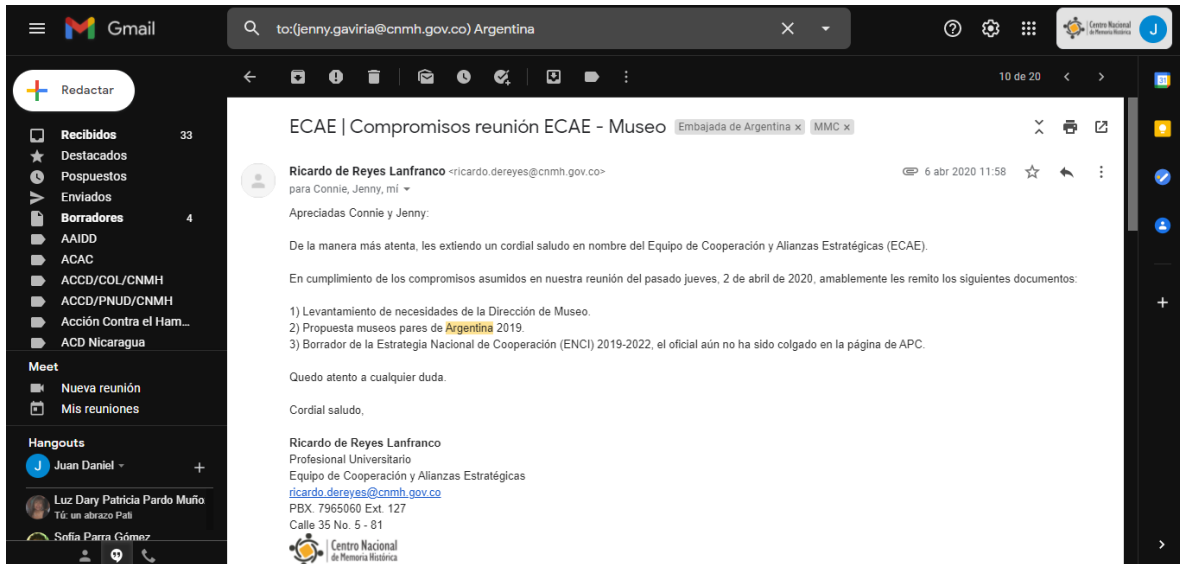 Gmail
to:(jenny.gaviria@cnmh.gov.co) Argentina
Centro Nacional
de Memoria Histórica
J
Redactar
10 de 20
31
Recibidos 33
Destacados
Pospuestos
Enviados
Borradores 4
AAIDD
ACAC
ACCD/COL/CNMH
ACCD/PNUD/CNMH
Acción Contra el Ham...
ACD Nicaragua
Meet
Nueva reunión
Mis reuniones
Hangouts
J Juan Daniel
Luz Dary Patricia Pardo Muño
Tú: un abrazo Pati
Sofía Parra Gómez
ECAE | Compromisos reunión ECAE - Museo Embajada de Argentina x MMC x
Ricardo de Reyes Lanfranco <ricardo.dereyes@cnmh.gov.co> 6 abr 2020 11:58
para Connie, Jenny, mí
Apreciadas Connie y Jenny:
De la manera más atenta, les extiendo un cordial saludo en nombre del Equipo de Cooperación y Alianzas Estratégicas (ECAE).
En cumplimiento de los compromisos asumidos en nuestra reunión del pasado jueves, 2 de abril de 2020, amablemente les remito los siguientes documentos:
1) Levantamiento de necesidades de la Dirección de Museo.
2) Propuesta museos pares de Argentina 2019.
3) Borrador de la Estrategia Nacional de Cooperación (ENCI) 2019-2022, el oficial aún no ha sido colgado en la página de APC.
Quedo atento a cualquier duda.
Cordial saludo,
Ricardo de Reyes Lanfranco
Profesional Universitario
Equipo de Cooperación y Alianzas Estratégicas
ricardo.dereyes@cnmh.gov.co
PBX. 7965060 Ext. 127
Calle 35 No. 5 - 81
Centro Nacional
de Memoria Histórica